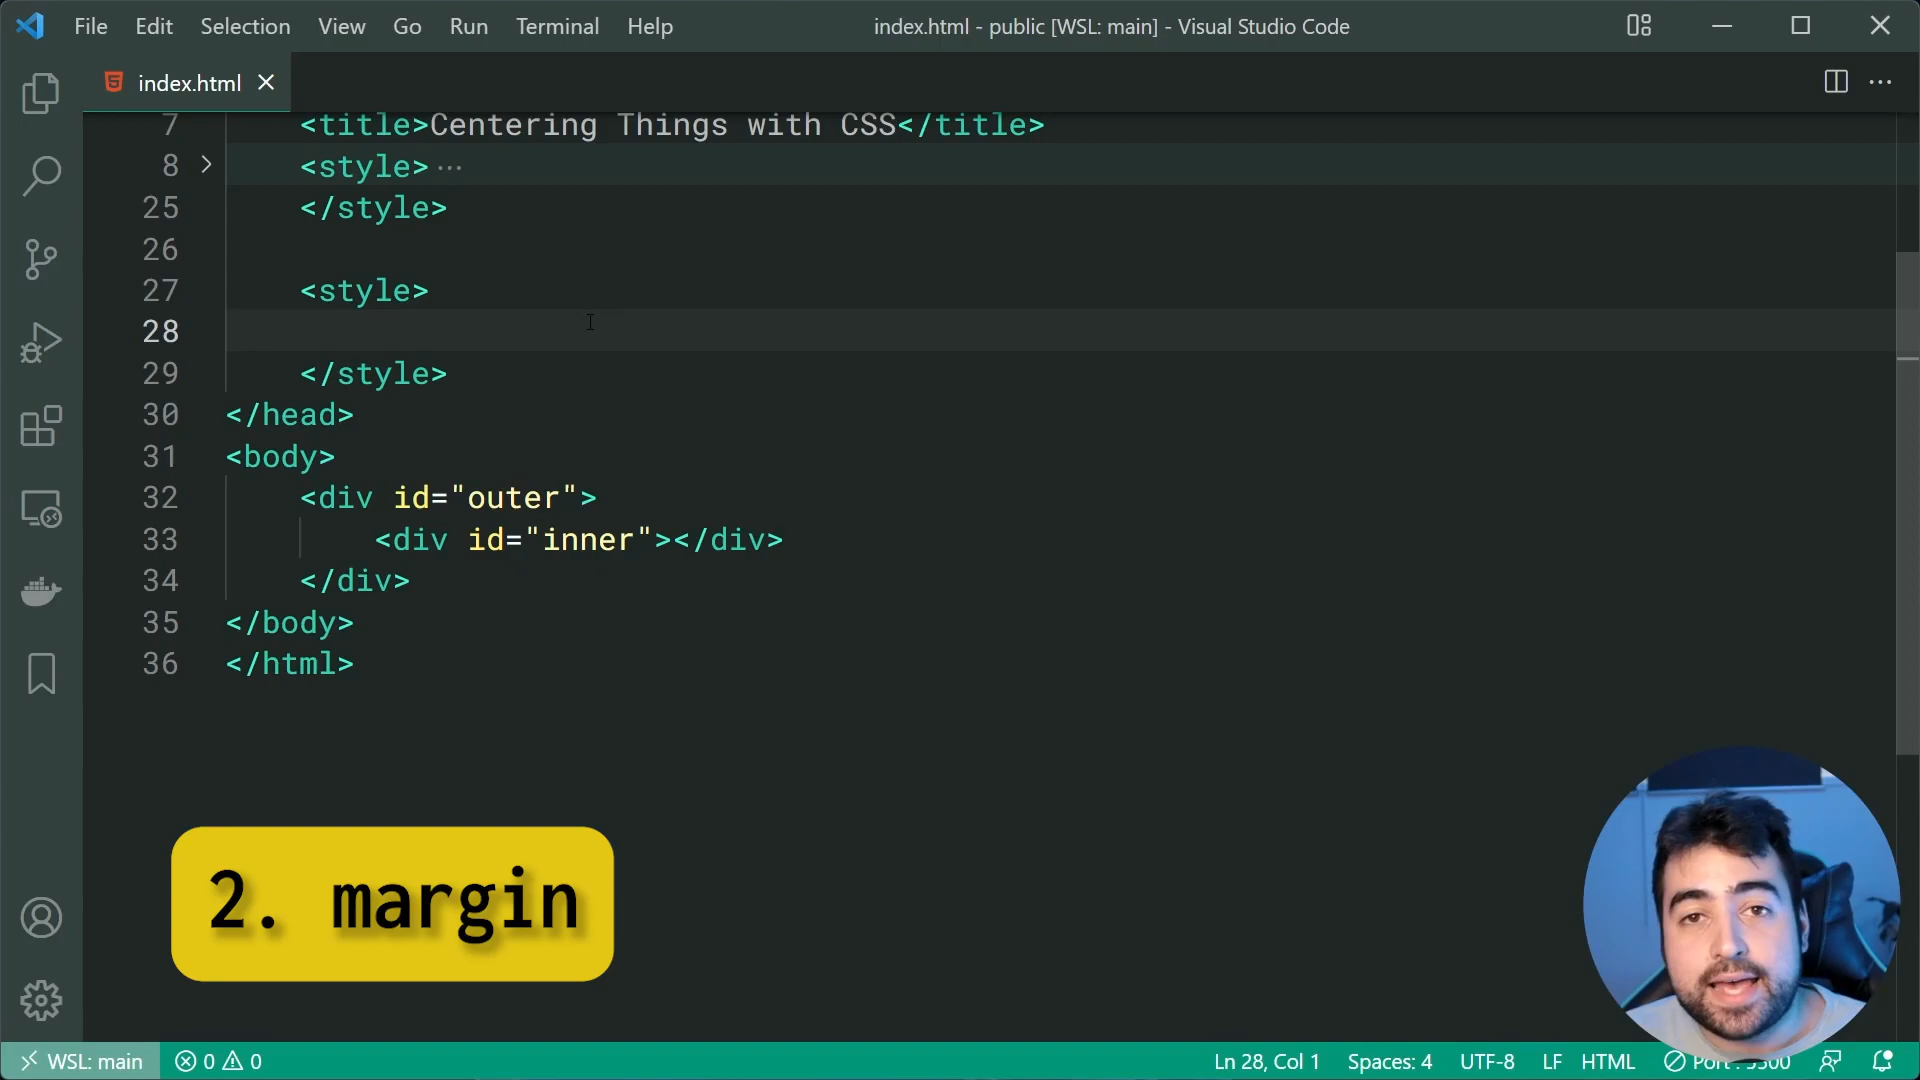 File Edit Selection View Go Run Terminal Help
index.html - public [WSL: main] - Visual Studio Code
index.html
7 <title>Centering Things with CSS</title>
8 <style> ...
25 </style>
26
27 <style>
28
29 </style>
30 </head>
31 <body>
32 <div id="outer">
33 <div id="inner"></div>
34 </div>
35 </body>
36 </html>
2. margin
WSL: main 0 0 Ln 28, Col 1 Spaces: 4 UTF-8 LF HTML Port :